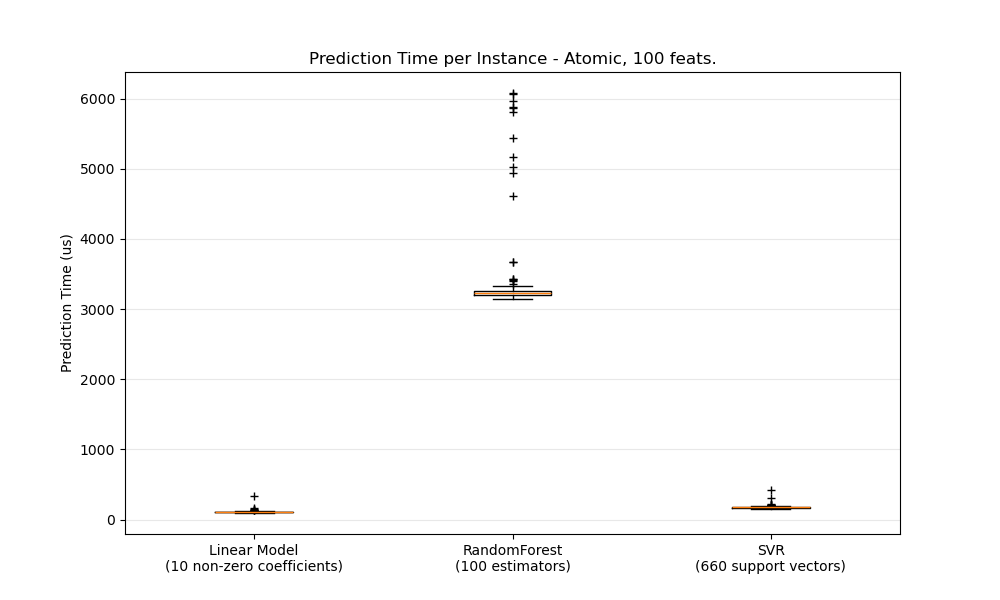 Prediction Time per Instance - Atomic, 100 feats.
Prediction Time (us)
6000
5000
4000
3000
2000
1000
0
Linear Model
(10 non-zero coefficients)
RandomForest
(100 estimators)
SVR
(660 support vectors)